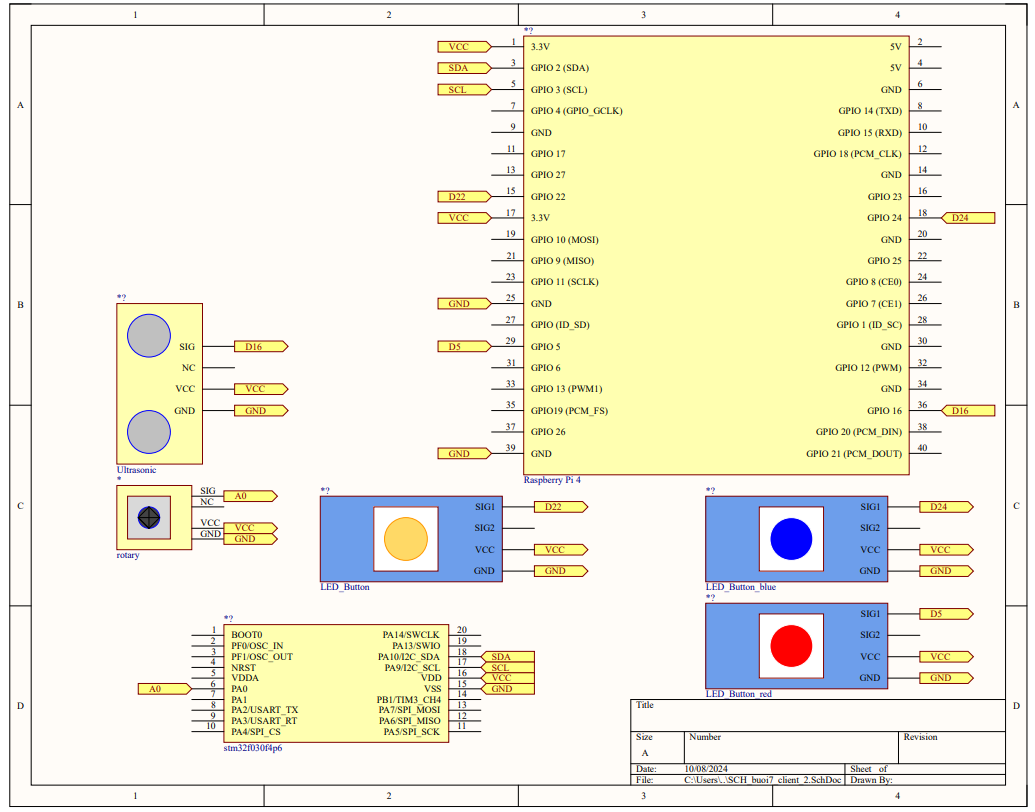 1 2 3 4
*?
VCC 1 3.3V 5V 2
SDA 3 GPIO 2 (SDA) 5V 4
SCL 5 GPIO 3 (SCL) GND 6
A A
7 GPIO 4 (GPIO_GCLK) GPIO 14 (TXD) 8
9 GND GPIO 15 (RXD) 10
11 GPIO 17 GPIO 18 (PCM_CLK) 12
13 GPIO 27 GND 14
D22 15 GPIO 22 GPIO 23 16
VCC 17 3.3V GPIO 24 18 D24
19 GPIO 10 (MOSI) GND 20
21 GPIO 9 (MISO) GPIO 25 22
23 GPIO 11 (SCLK) GPIO 8 (CE0) 24
GND 25 GND GPIO 7 (CE1) 26
B B
27 GPIO (ID_SD) GPIO 1 (ID_SC) 28
D5 29 GPIO 5 GND 30
31 GPIO 6 GPIO 12 (PWM) 32
33 GPIO 13 (PWM1) GND 34
35 GPIO19 (PCM_FS) GPIO 16 36 D16
37 GPIO 26 GPIO 20 (PCM_DIN) 38
GND 39 GND GPIO 21 (PCM_DOUT) 40
Raspberry Pi 4
*?
SIG D16
NC
VCC VCC
GND GND
Ultrasonic
*
SIG A0
NC
VCC VCC
GND GND
rotary
C C
*?
SIG1 D22
SIG2
VCC VCC
GND GND
LED_Button
*?
SIG1 D24
SIG2
VCC VCC
GND GND
LED_Button_blue
*?
SIG1 D5
SIG2
VCC VCC
GND GND
LED_Button_red
*?
1 BOOT0 PA14/SWCLK 20
2 PF0/OSC_IN PA13/SWIO 19
3 PF1/OSC_OUT PA10/I2C_SDA 18 SDA
4 NRST PA9/I2C_SCL 17 SCL
5 VDDA VDD 16 VCC
A0 6 PA0 VSS 15 GND
7 PA1 PB1/TIM3_CH4 14
8 PA2/USART_TX PA7/SPI_MOSI 13
9 PA3/USART_RT PA6/SPI_MISO 12
10 PA4/SPI_CS PA5/SPI_SCK 11
stm32f030f4p6
D D
Title
Size Number Revision
A
Date: 10/08/2024 Sheet of
File: C:\Users\..\SCH_buoi7_client_2.SchDoc Drawn By:
1 2 3 4